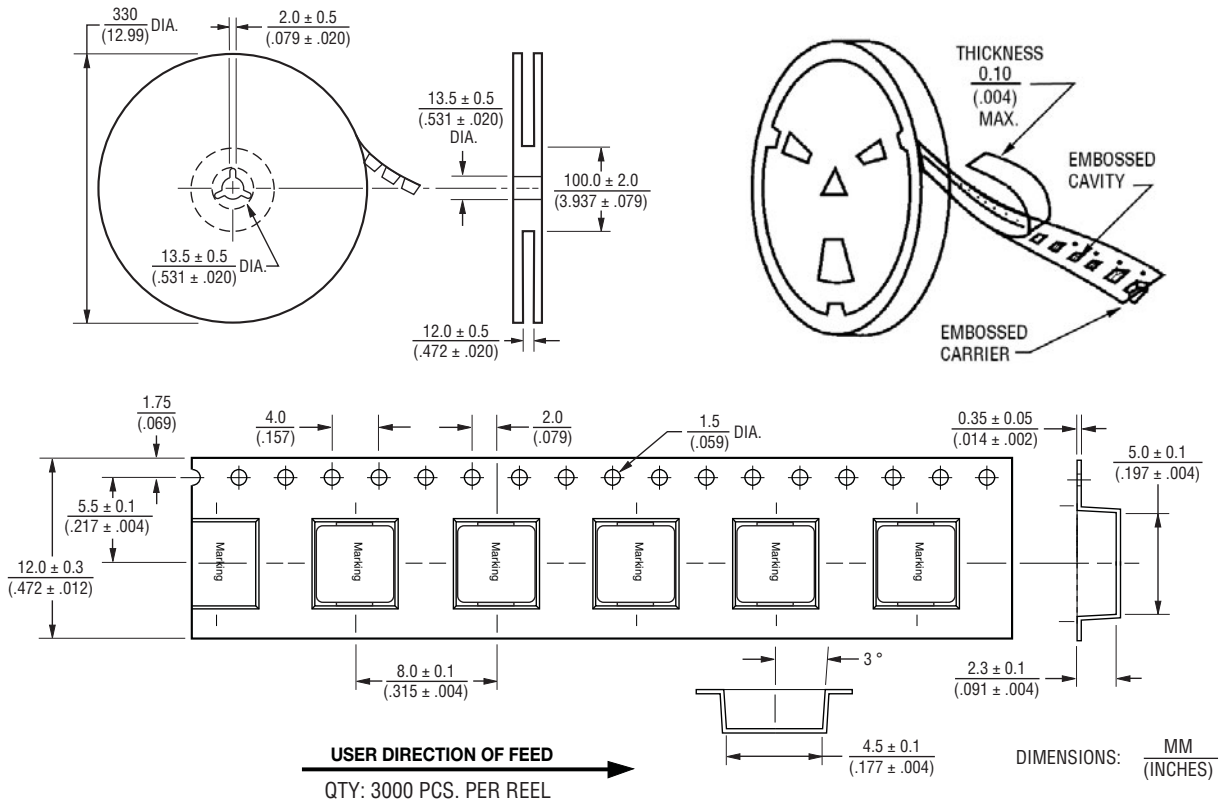 330
(12.99)
DIA.
2.0 ± 0.5
(.079 ± .020)
13.5 ± 0.5
(.531 ± .020)
DIA.
100.0 ± 2.0
(3.937 ± .079)
13.5 ± 0.5
(.531 ± .020)
DIA.
12.0 ± 0.5
(.472 ± .020)
THICKNESS
0.10
(.004)
MAX.
EMBOSSED
CAVITY
EMBOSSED
CARRIER
1.75
(.069)
4.0
(.157)
2.0
(.079)
1.5
(.059)
DIA.
0.35 ± 0.05
(.014 ± .002)
5.0 ± 0.1
(.197 ± .004)
5.5 ± 0.1
(.217 ± .004)
12.0 ± 0.3
(.472 ± .012)
Marking
Marking
Marking
Marking
Marking
Marking
8.0 ± 0.1
(.315 ± .004)
3 °
2.3 ± 0.1
(.091 ± .004)
4.5 ± 0.1
(.177 ± .004)
USER DIRECTION OF FEED
QTY: 3000 PCS. PER REEL
DIMENSIONS:
MM
(INCHES)